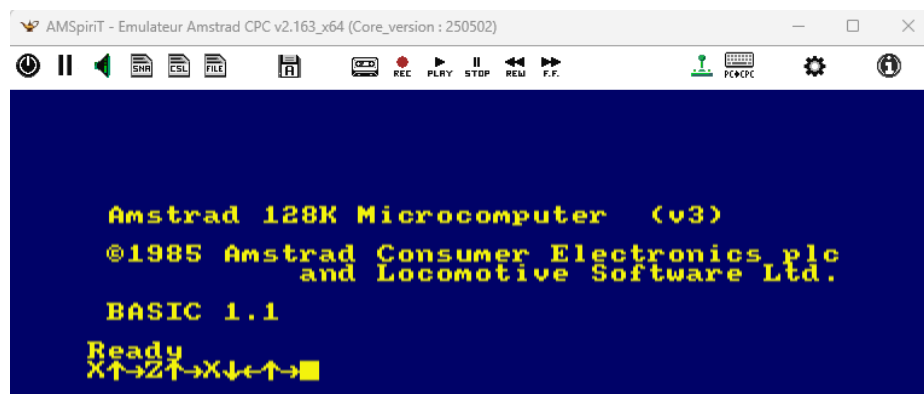 AMSpiriT - Emulateur Amstrad CPC v2.163_x64 (Core_version : 250502)
SNA CSL FILE A REC PLAY STOP REW F.F. PC◆CPC
Amstrad 128K Microcomputer (v3)
©1985 Amstrad Consumer Electronics plc
and Locomotive Software Ltd.
BASIC 1.1
Ready
X↑→Z↑→X↓←↑→